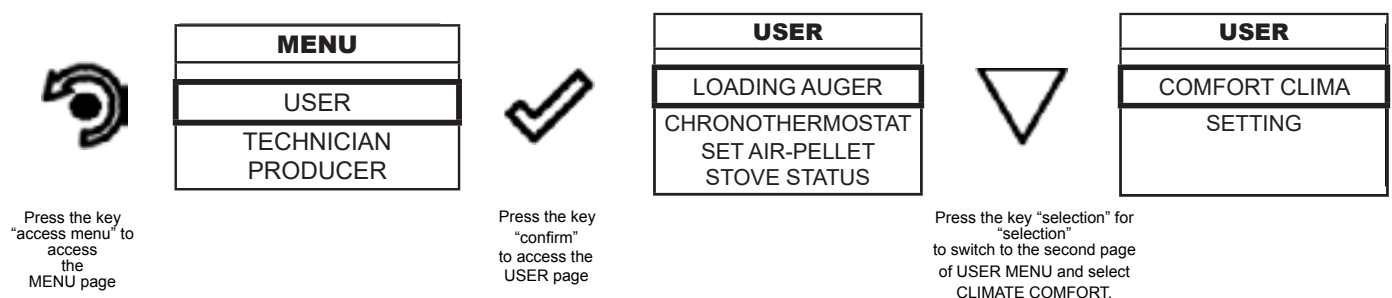 MENU
USER
TECHNICIAN
PRODUCER
USER
LOADING AUGER
CHRONOTHERMOSTAT
SET AIR-PELLET
STOVE STATUS
USER
COMFORT CLIMA
SETTING
Press the key
“access menu” to
access
the
MENU page
Press the key
“confirm”
to access the
USER page
Press the key “selection” for
“selection”
to switch to the second page
of USER MENU and select
CLIMATE COMFORT.